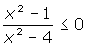 x² − 1
x² − 4 ≤ 0